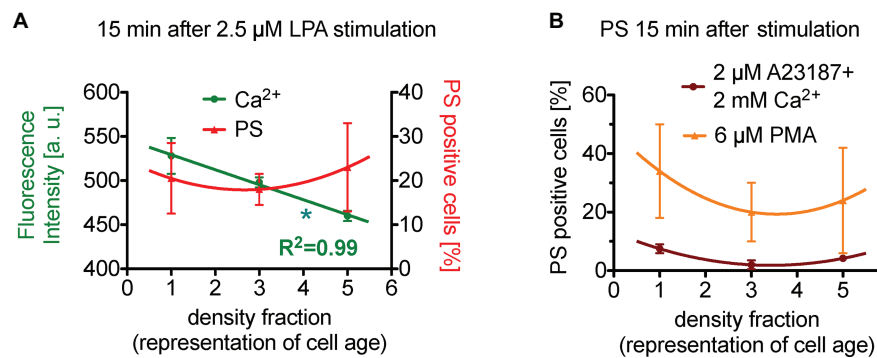 A
15 min after 2.5 µM LPA stimulation
Fluorescence
Intensity [a. u.]
600
550
500
450
400
Ca2+
PS
*
R²=0.99
40
30
20
10
0
PS positive
cells [%]
0 1 2 3 4 5 6
density fraction
(representation of cell age)
B
PS 15 min after stimulation
2 µM A23187+
2 mM Ca2+
6 µM PMA
PS positive cells [%]
60
40
20
0
0 1 2 3 4 5
density fraction
(representation of cell age)